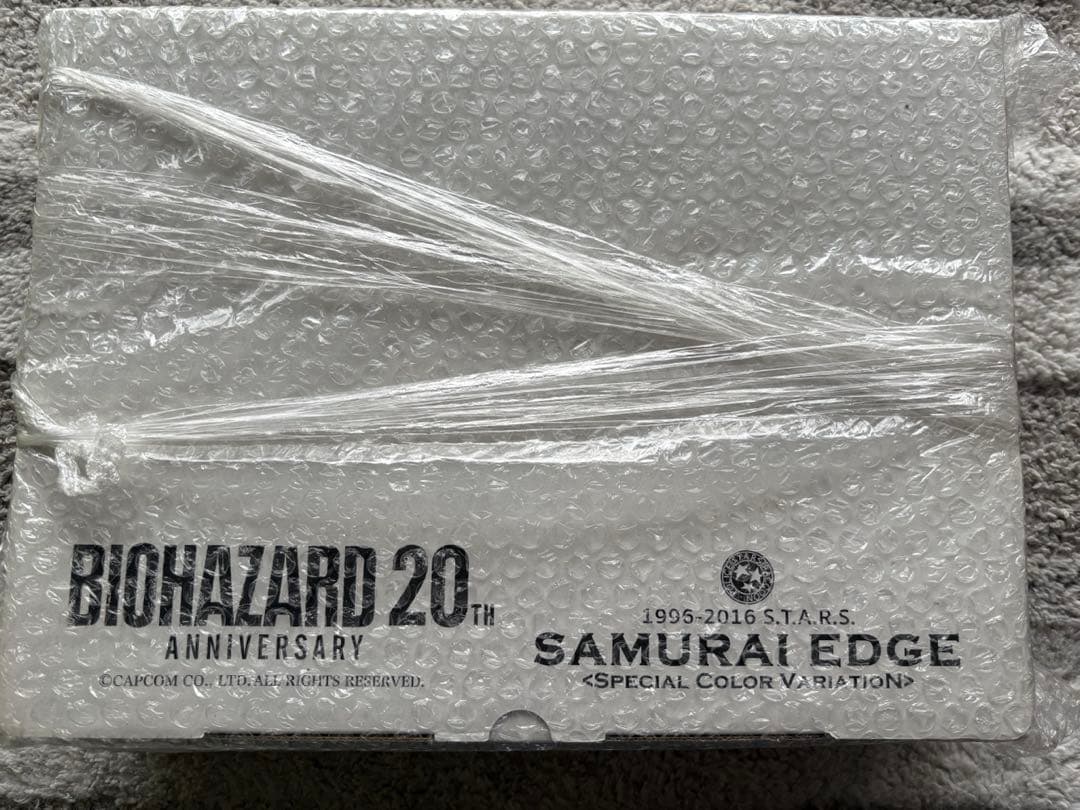 BIOHAZARD 20TH
ANNIVERSARY
©CAPCOM CO., LTD. ALL RIGHTS RESERVED.
1996-2016 S.T.A.R.S.
SAMURAI EDGE
<SPECIAL COLOR VARIATION>